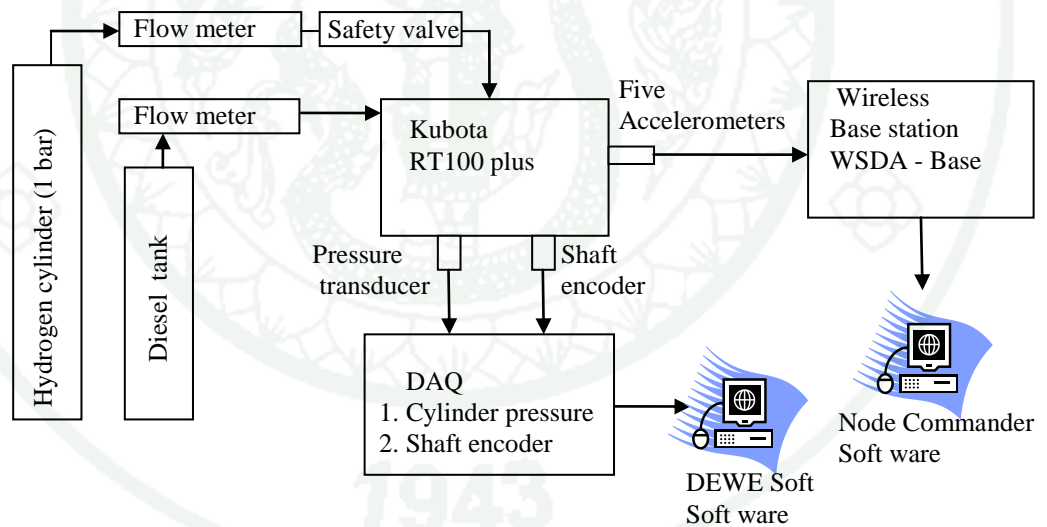 Flow meter
Safety valve
Hydrogen cylinder (1 bar)
Flow meter
Diesel tank
Kubota
RT100 plus
Five
Accelerometers
Wireless
Base station
WSDA - Base
Pressure
transducer
Shaft
encoder
DAQ
1. Cylinder pressure
2. Shaft encoder
DEWE Soft
Soft ware
Node Commander
Soft ware
1943